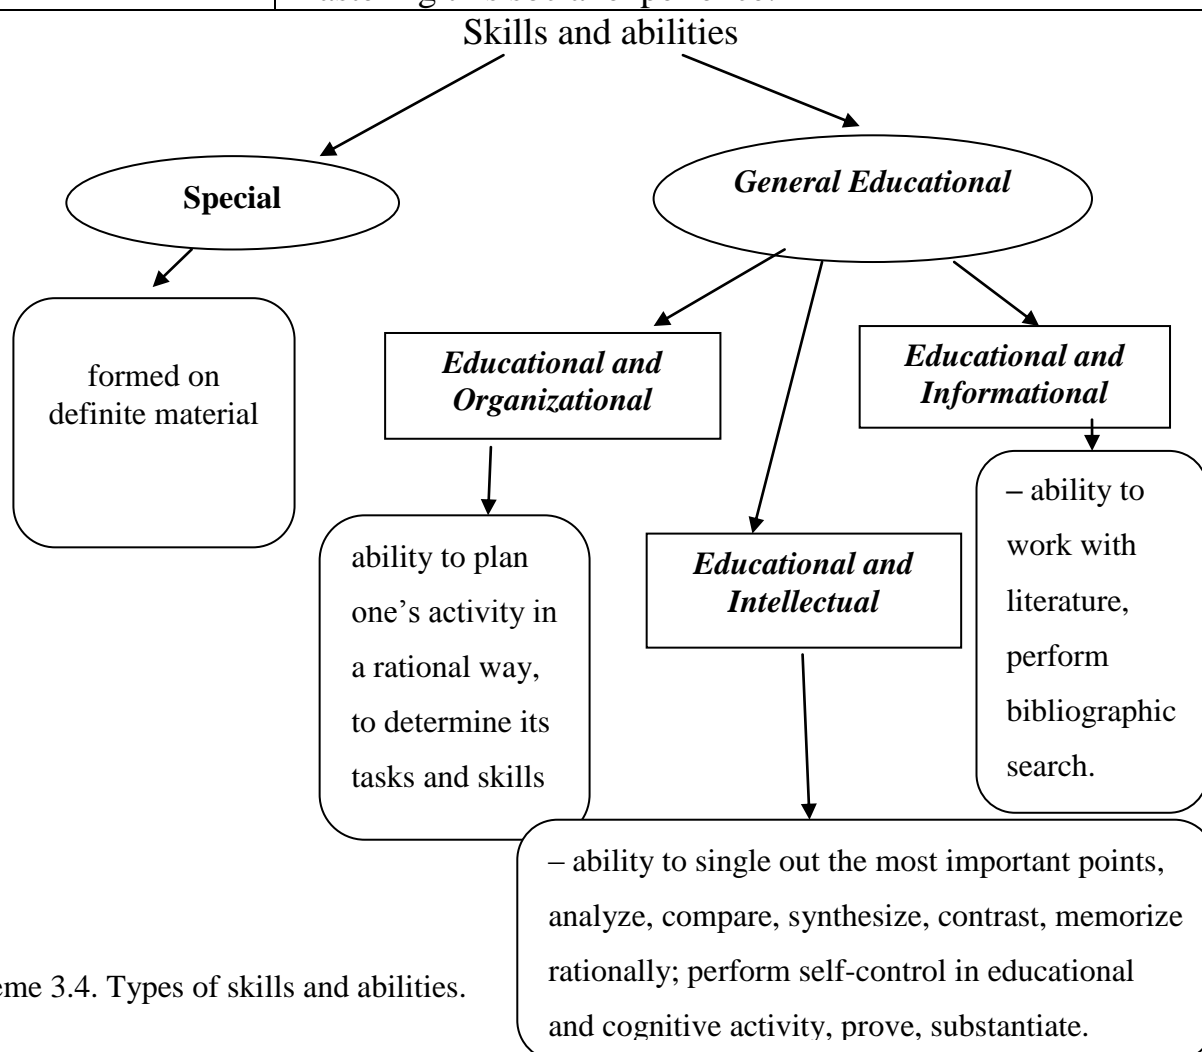 Skills and abilities
Special
General Educational
formed on
definite material
Educational and
Organizational
Educational and
Informational
ability to plan
one’s activity in
a rational way,
to determine its
tasks and skills
Educational and
Intellectual
– ability to
work with
literature,
perform
bibliographic
search.
– ability to single out the most important points,
analyze, compare, synthesize, contrast, memorize
rationally; perform self-control in educational
and cognitive activity, prove, substantiate.
eme 3.4. Types of skills and abilities.